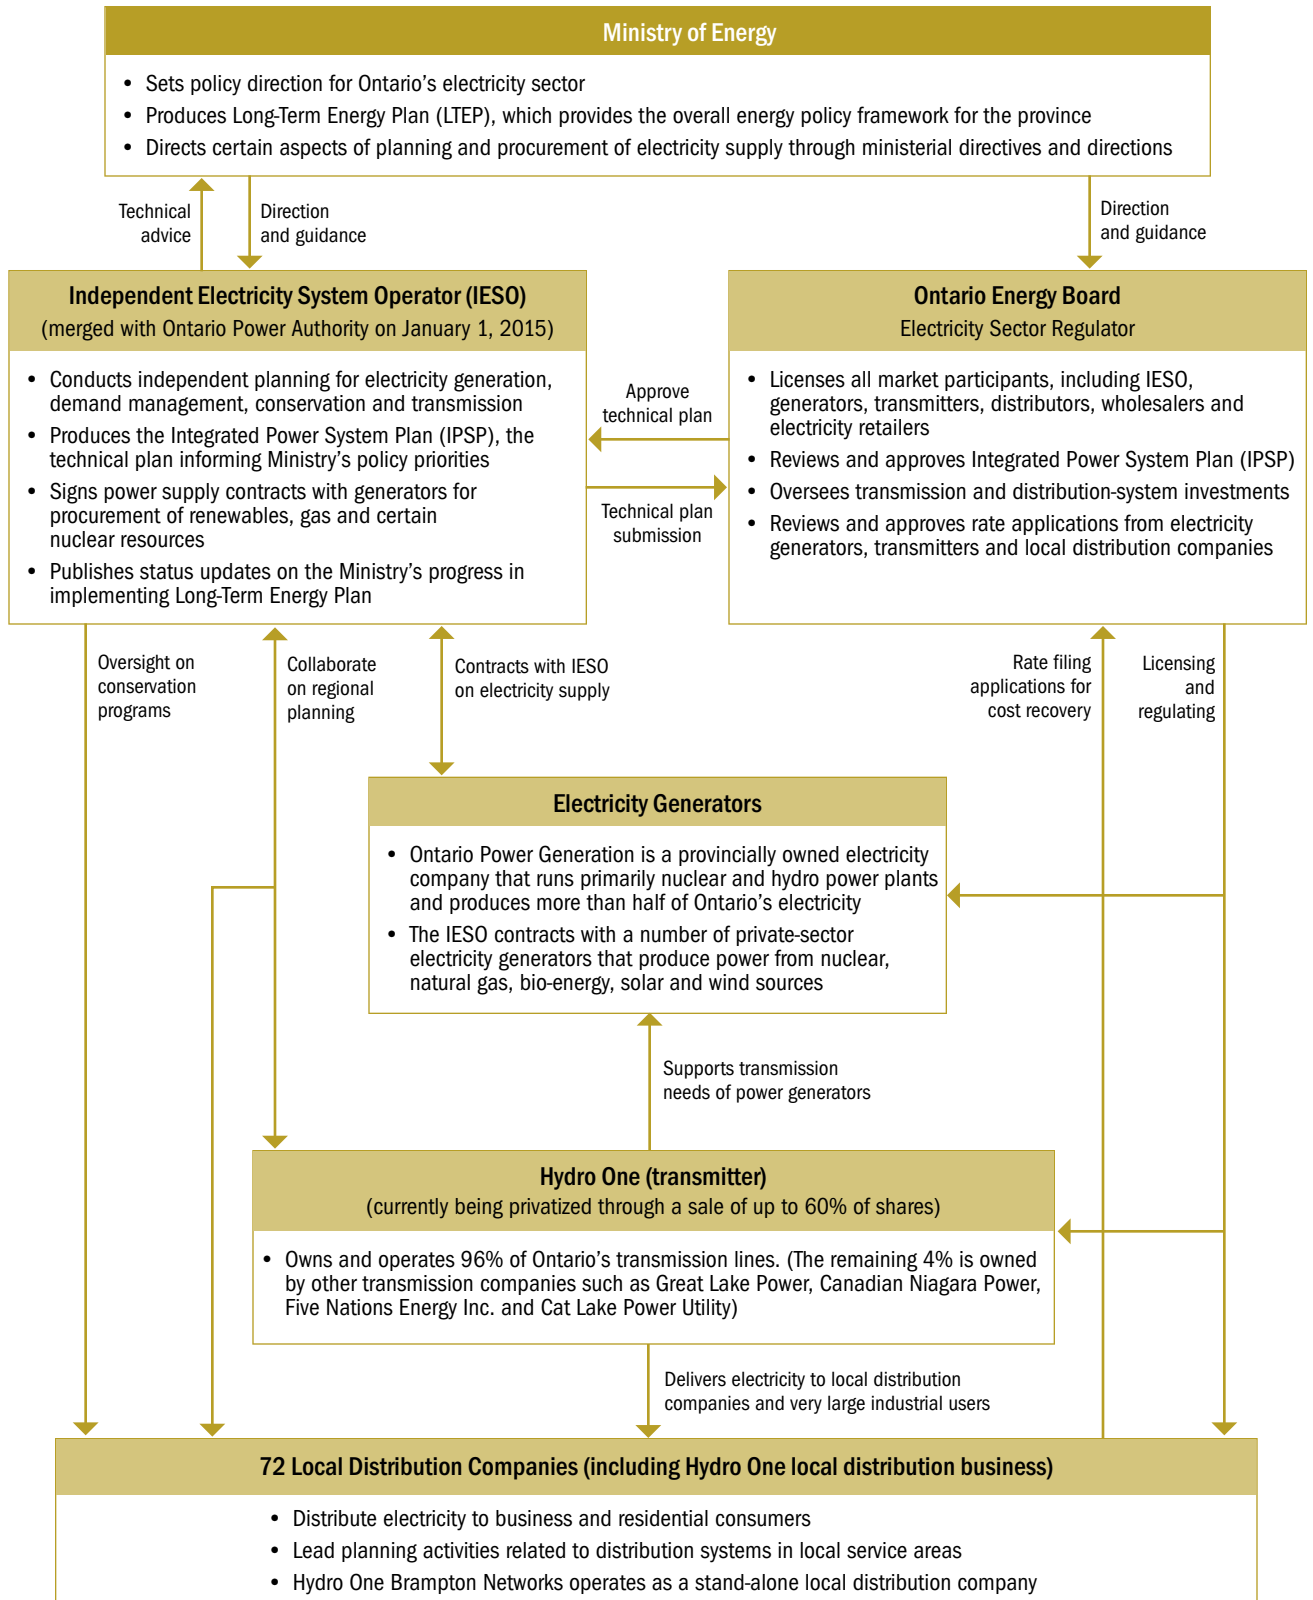 Ministry of Energy
• Sets policy direction for Ontario's electricity sector
• Produces Long-Term Energy Plan (LTEP), which provides the overall energy policy framework for the province
• Directs certain aspects of planning and procurement of electricity supply through ministerial directives and directions
Technical
advice
Direction
and guidance
Direction
and guidance
Independent Electricity System Operator (IESO)
(merged with Ontario Power Authority on January 1, 2015)
• Conducts independent planning for electricity generation,
demand management, conservation and transmission
• Produces the Integrated Power System Plan (IPSP), the
technical plan informing Ministry's policy priorities
• Signs power supply contracts with generators for
procurement of renewables, gas and certain
nuclear resources
• Publishes status updates on the Ministry's progress in
implementing Long-Term Energy Plan
Approve
technical plan
Technical plan
submission
Ontario Energy Board
Electricity Sector Regulator
• Licenses all market participants, including IESO,
generators, transmitters, distributors, wholesalers and
electricity retailers
• Reviews and approves Integrated Power System Plan (IPSP)
• Oversees transmission and distribution-system investments
• Reviews and approves rate applications from electricity
generators, transmitters and local distribution companies
Oversight on
conservation
programs
Collaborate
on regional
planning
Contracts with IESO
on electricity supply
Rate filing
applications for
cost recovery
Licensing
and
regulating
Electricity Generators
• Ontario Power Generation is a provincially owned electricity
company that runs primarily nuclear and hydro power plants
and produces more than half of Ontario's electricity
• The IESO contracts with a number of private-sector
electricity generators that produce power from nuclear,
natural gas, bio-energy, solar and wind sources
Supports transmission
needs of power generators
Hydro One (transmitter)
(currently being privatized through a sale of up to 60% of shares)
• Owns and operates 96% of Ontario's transmission lines. (The remaining 4% is owned
by other transmission companies such as Great Lake Power, Canadian Niagara Power,
Five Nations Energy Inc. and Cat Lake Power Utility)
Delivers electricity to local distribution
companies and very large industrial users
72 Local Distribution Companies (including Hydro One local distribution business)
• Distribute electricity to business and residential consumers
• Lead planning activities related to distribution systems in local service areas
• Hydro One Brampton Networks operates as a stand-alone local distribution company